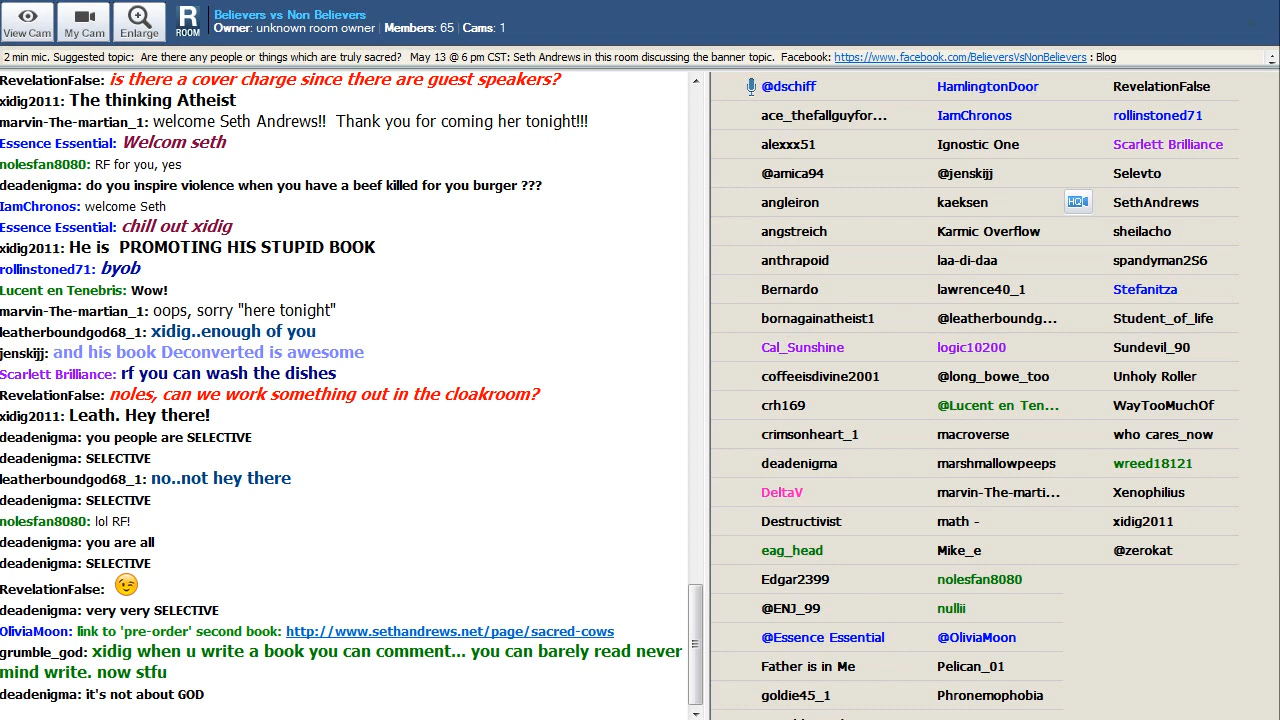 Believers vs Non Believers
Owner: unknown room owner | Members: 65 | Cams: 1
View Cam
My Cam
Enlarge
R
ROOM
2 min mic. Suggested topic: Are there any people or things which are truly sacred? May 13 @ 6 pm CST: Seth Andrews in this room discussing the banner topic. Facebook: https://www.facebook.com/BelieversVsNonBelievers : Blog
RevelationFalse: is there a cover charge since there are guest speakers?
xidig2011: The thinking Atheist
marvin-The-martian_1: welcome Seth Andrews!! Thank you for coming her tonight!!!
Essence Essential: Welcom seth
nolesfan8080: RF for you, yes
deadenigma: do you inspire violence when you have a beef killed for you burger ???
IamChronos: welcome Seth
Essence Essential: chill out xidig
xidig2011: He is PROMOTING HIS STUPID BOOK
rollinstoned71: byob
Lucent en Tenebris: Wow!
marvin-The-martian_1: oops, sorry "here tonight"
leatherboundgod68_1: xidig..enough of you
jenskijj: and his book Deconverted is awesome
Scarlett Brilliance: rf you can wash the dishes
RevelationFalse: noles, can we work something out in the cloakroom?
xidig2011: Leath. Hey there!
deadenigma: you people are SELECTIVE
deadenigma: SELECTIVE
leatherboundgod68_1: no..not hey there
deadenigma: SELECTIVE
nolesfan8080: lol RF!
deadenigma: you are all
deadenigma: SELECTIVE
RevelationFalse:
deadenigma: very very SELECTIVE
OliviaMoon: link to 'pre-order' second book: http://www.sethandrews.net/page/sacred-cows
grumble_god: xidig when u write a book you can comment... you can barely read never
mind write. now stfu
deadenigma: it's not about GOD
@dschiff
ace_thefallguyfor...
alexxx51
@amica94
angleiron
angstreich
anthrapoid
Bernardo
bornagainatheist1
Cal_Sunshine
coffeeisdivine2001
crh169
crimsonheart_1
deadenigma
DeltaV
Destructivist
eag_head
Edgar2399
@ENJ_99
@Essence Essential
Father is in Me
goldie45_1
HamlingtonDoor
IamChronos
Ignostic One
@jenskijj
kaeksen
Karmic Overflow
laa-di-daa
lawrence40_1
@leatherboundg...
logic10200
@long_bowe_too
@Lucent en Ten...
macroverse
marshmallowpeeps
marvin-The-marti...
math -
Mike_e
nolesfan8080
nullii
@OliviaMoon
Pelican_01
Phronemophobia
RevelationFalse
rollinstoned71
Scarlett Brilliance
Selevto
HQ
SethAndrews
sheilacho
spandyman2S6
Stefanitza
Student_of_life
Sundevil_90
Unholy Roller
WayTooMuchOf
who cares_now
wreed18121
Xenophilius
xidig2011
@zerokat